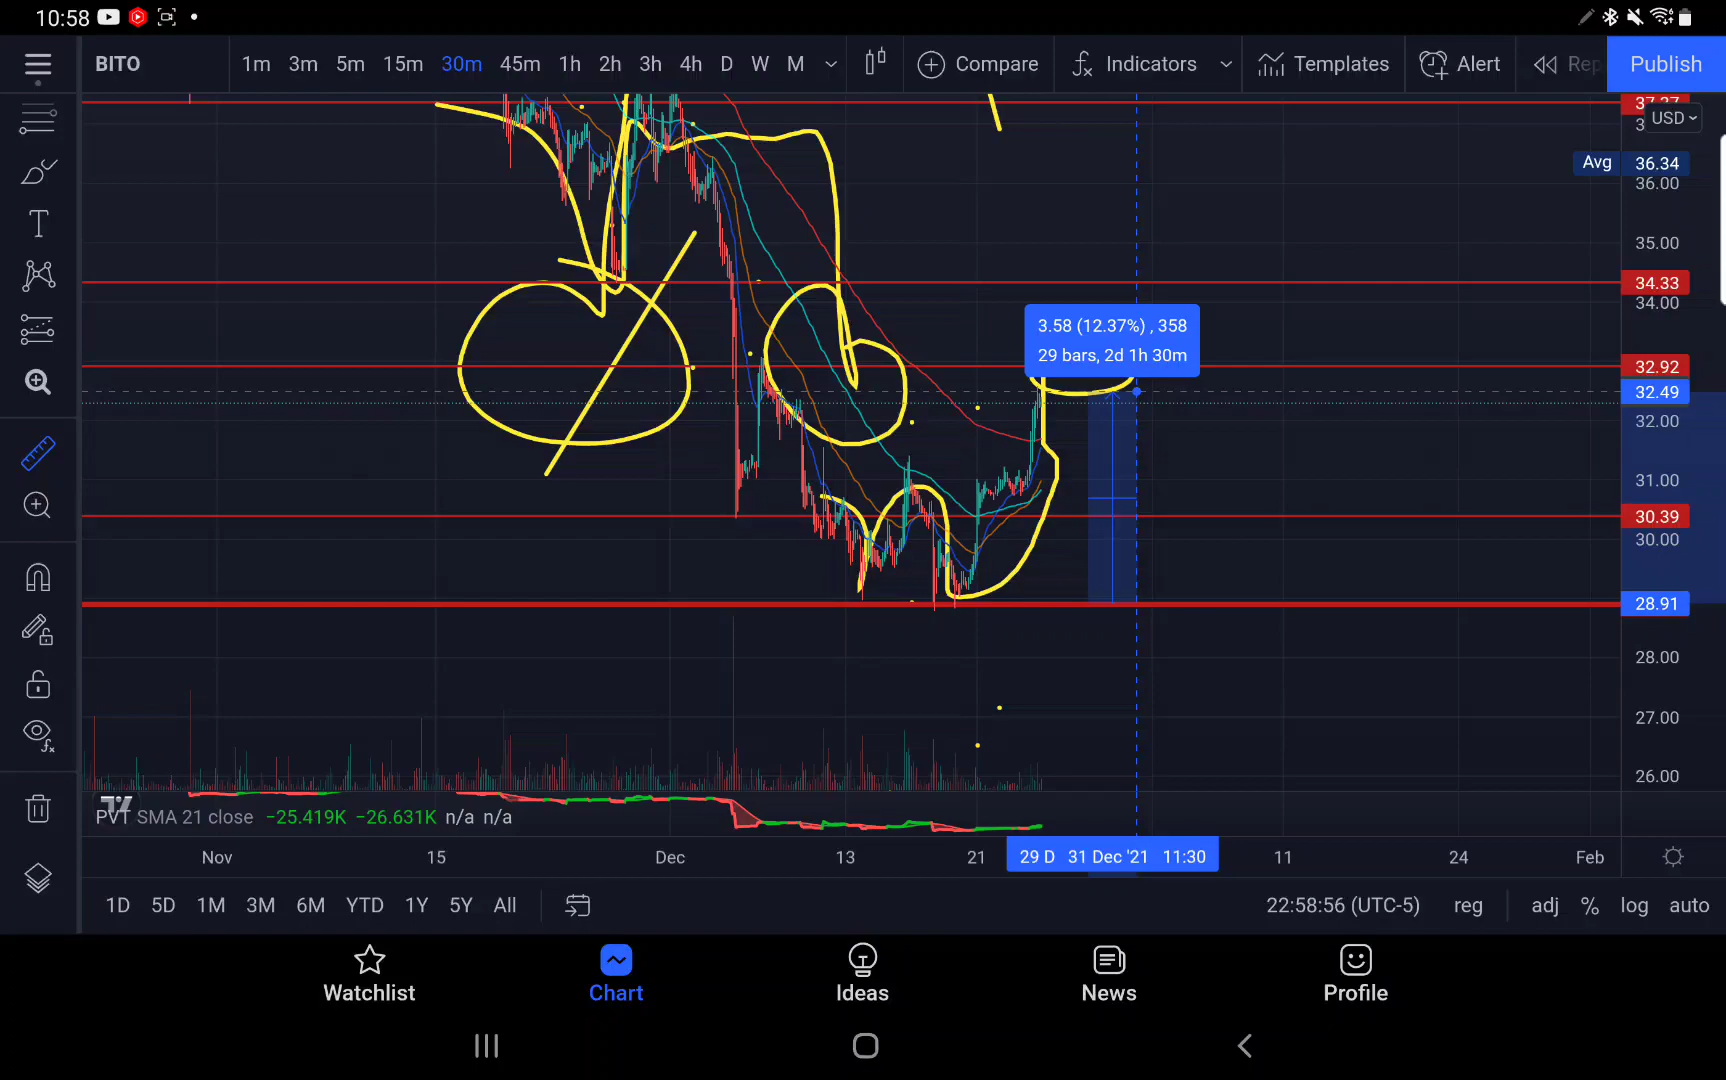 10:58
BITO
1m 3m 5m 15m 30m 45m 1h 2h 3h 4h D W M
Compare
Indicators
Templates
Alert
Rep
Publish
37.37
USD
Avg 36.34
36.00
35.00
34.33
34.00
32.92
32.49
32.00
31.00
30.39
30.00
28.91
28.00
27.00
26.00
3.58 (12.37%) , 358
29 bars, 2d 1h 30m
PVT SMA 21 close −25.419K −26.631K n/a n/a
Nov 15 Dec 13 21 29 D 31 Dec '21 11:30 11 24 Feb
1D 5D 1M 3M 6M YTD 1Y 5Y All
22:58:56 (UTC-5) reg adj % log auto
Watchlist
Chart
Ideas
News
Profile